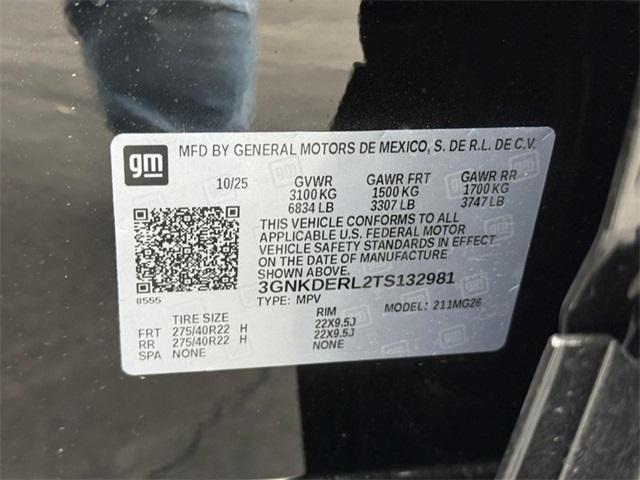 gm MFD BY GENERAL MOTORS DE MEXICO, S. DE R.L. DE C.V.
10/25 GVWR GAWR FRT GAWR RR
3100 KG 1500 KG 1700 KG
6834 LB 3307 LB 3747 LB
THIS VEHICLE CONFORMS TO ALL
APPLICABLE U.S. FEDERAL MOTOR
VEHICLE SAFETY STANDARDS IN EFFECT
ON THE DATE OF MANUFACTURE
SHOWN ABOVE.
8555
3GNKDERL2TS132981
TYPE: MPV MODEL: 211MG26
TIRE SIZE RIM
FRT 275/40R22 H 22X9.5J
RR 275/40R22 H 22X9.5J
SPA NONE NONE